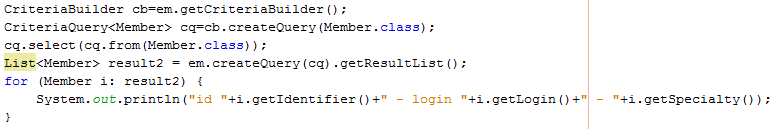 CriteriaBuilder cb=em.getCriteriaBuilder();
CriteriaQuery<Member> cq=cb.createQuery(Member.class);
cq.select(cq.from(Member.class));
List<Member> result2 = em.createQuery(cq).getResultList();
for (Member i: result2) {
    System.out.println("id "+i.getIdentifier()+" - login "+i.getLogin()+" - "+i.getSpecialty());
}